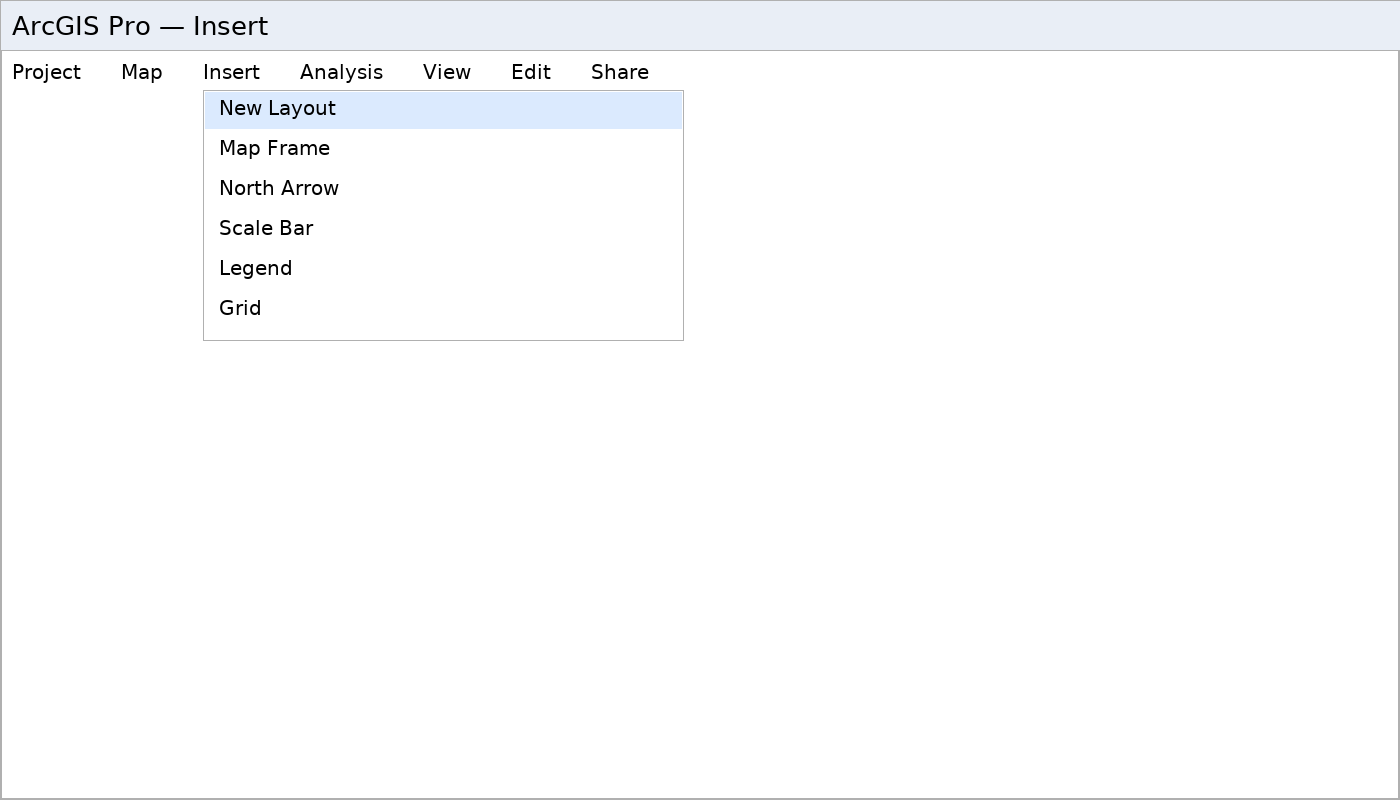 ArcGIS Pro — Insert
Project Map Insert Analysis View Edit Share
New Layout
Map Frame
North Arrow
Scale Bar
Legend
Grid